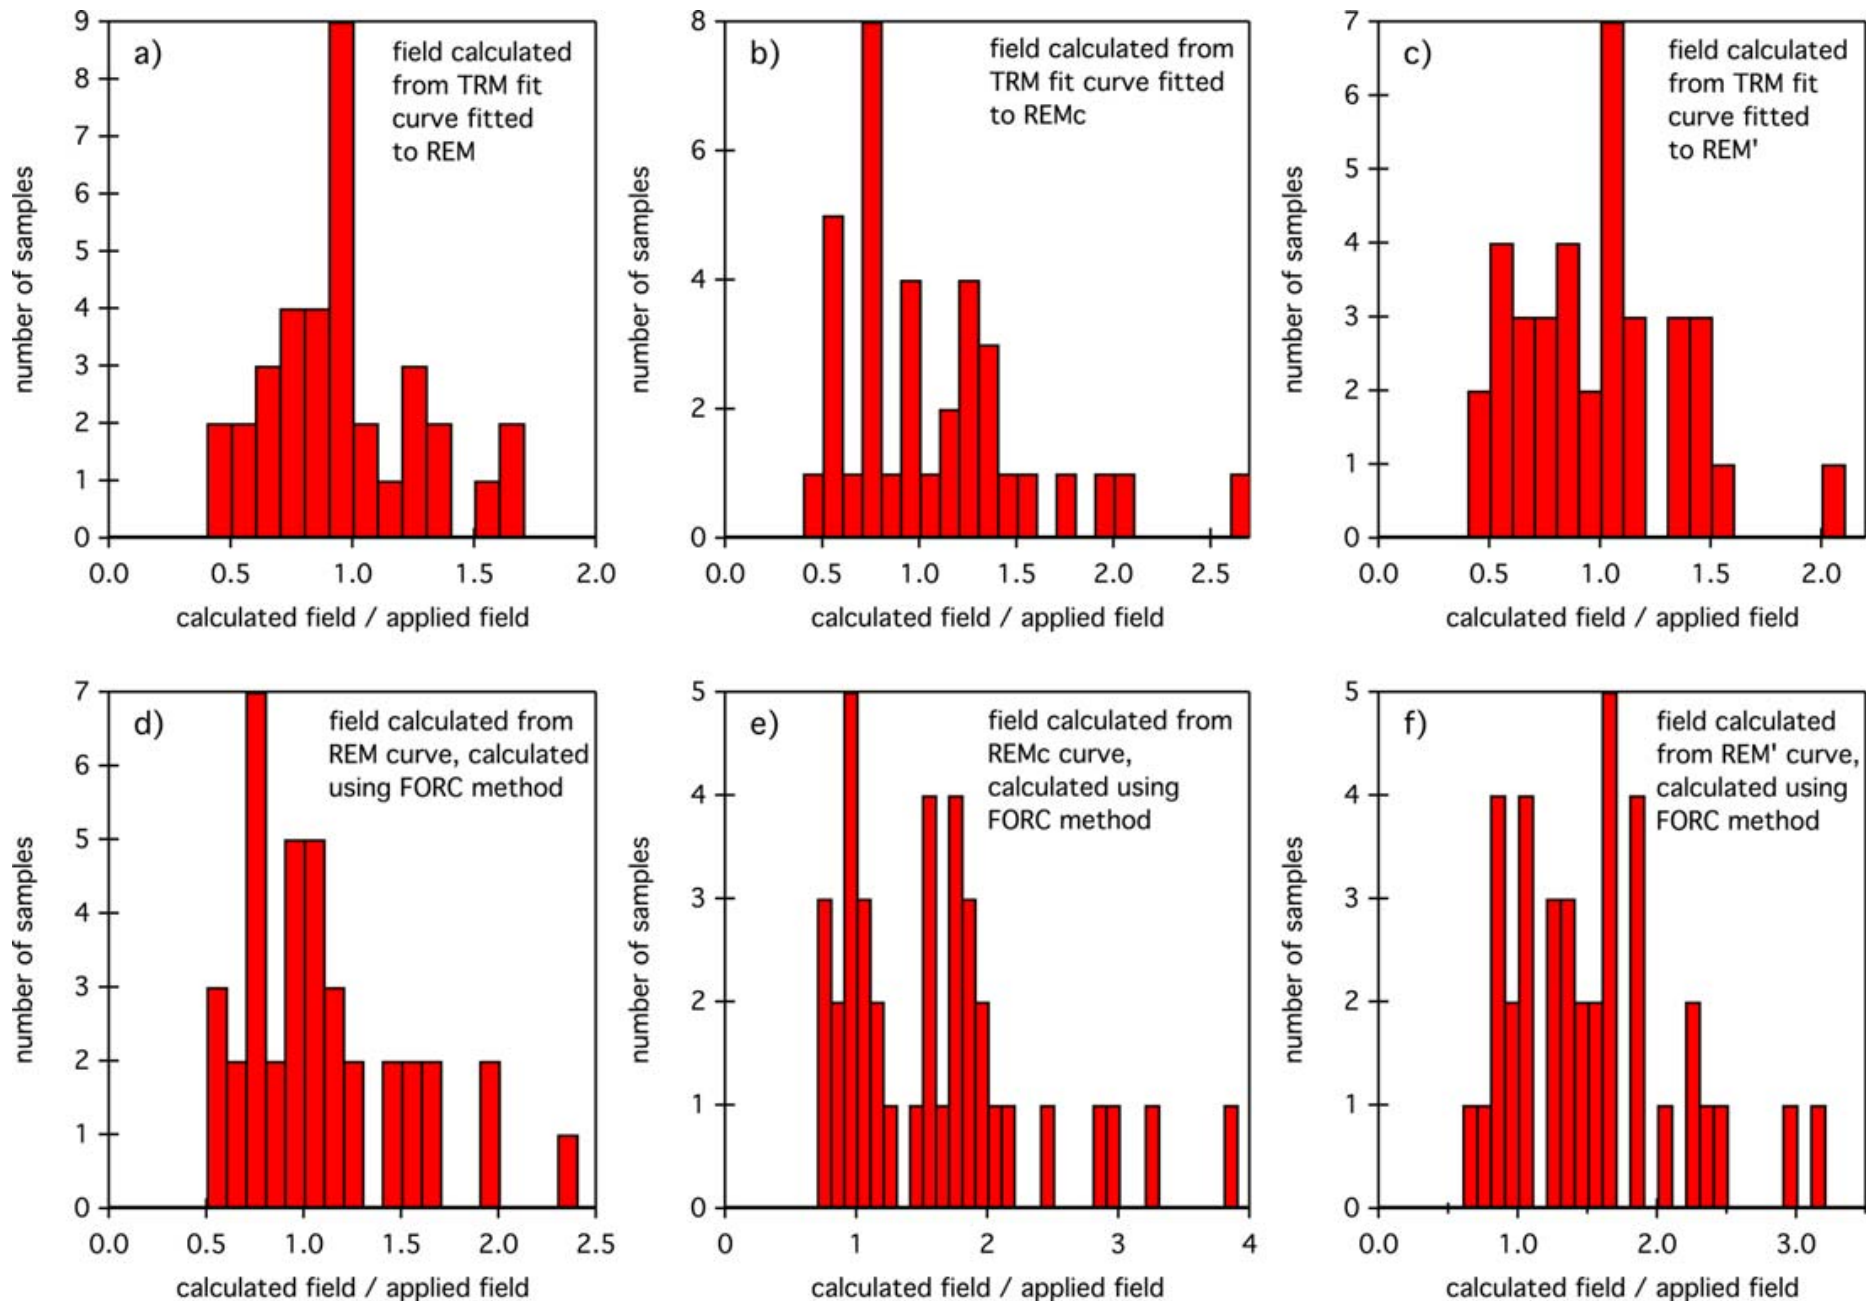 a)
field calculated
from TRM fit
curve fitted
to REM
number of samples
9
8
7
6
5
4
3
2
1
0
0.0 0.5 1.0 1.5 2.0
calculated field / applied field
b)
field calculated from
TRM fit curve fitted
to REMc
number of samples
8
6
4
2
0
0.0 0.5 1.0 1.5 2.0 2.5
calculated field / applied field
c)
field calculated
from TRM fit
curve fitted
to REM'
number of samples
7
6
5
4
3
2
1
0
0.0 0.5 1.0 1.5 2.0
calculated field / applied field
d)
field calculated from
REM curve, calculated
using FORC method
number of samples
7
6
5
4
3
2
1
0
0.0 0.5 1.0 1.5 2.0 2.5
calculated field / applied field
e)
field calculated from
REMc curve,
calculated using
FORC method
number of samples
5
4
3
2
1
0
0 1 2 4
calculated field / applied field
f)
field calculated
from REM' curve,
calculated using
FORC method
number of samples
5
4
3
2
1
0
0.0 1.0 2.0 3.0
calculated field / applied field